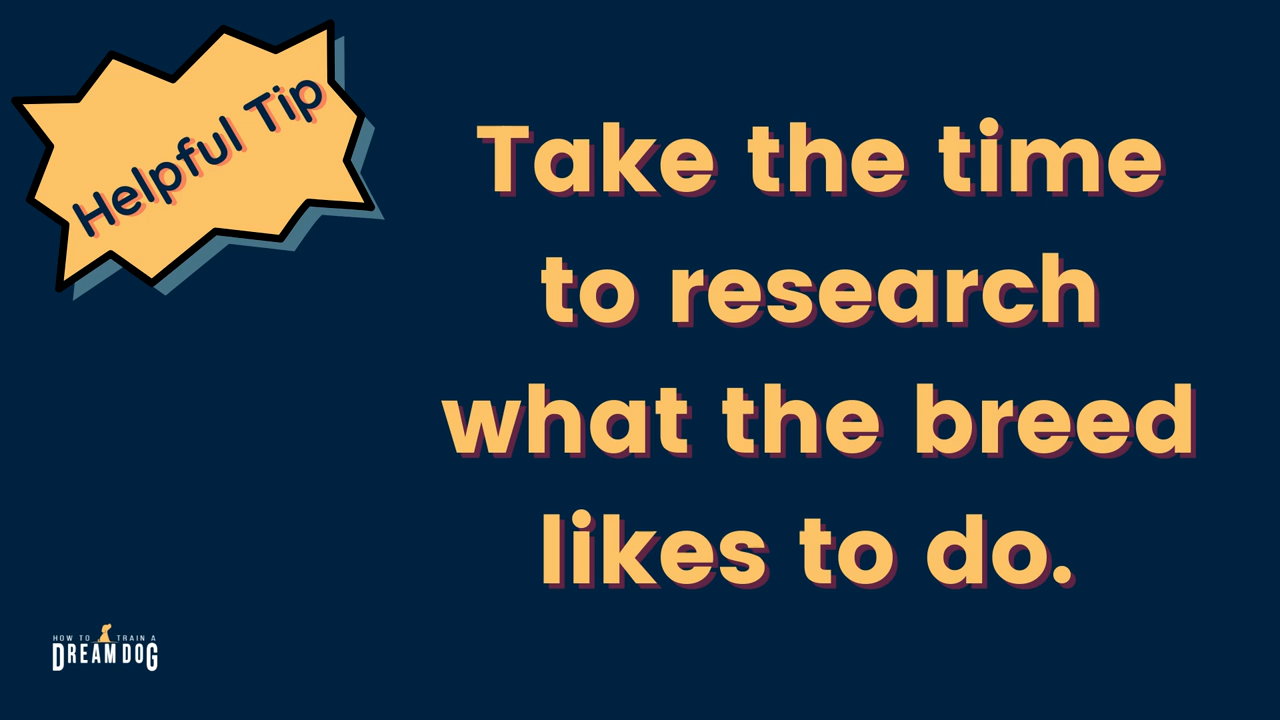 Helpful Tip
Take the time
to research
what the breed
likes to do.
HOW TO TRAIN A
DREAM DOG